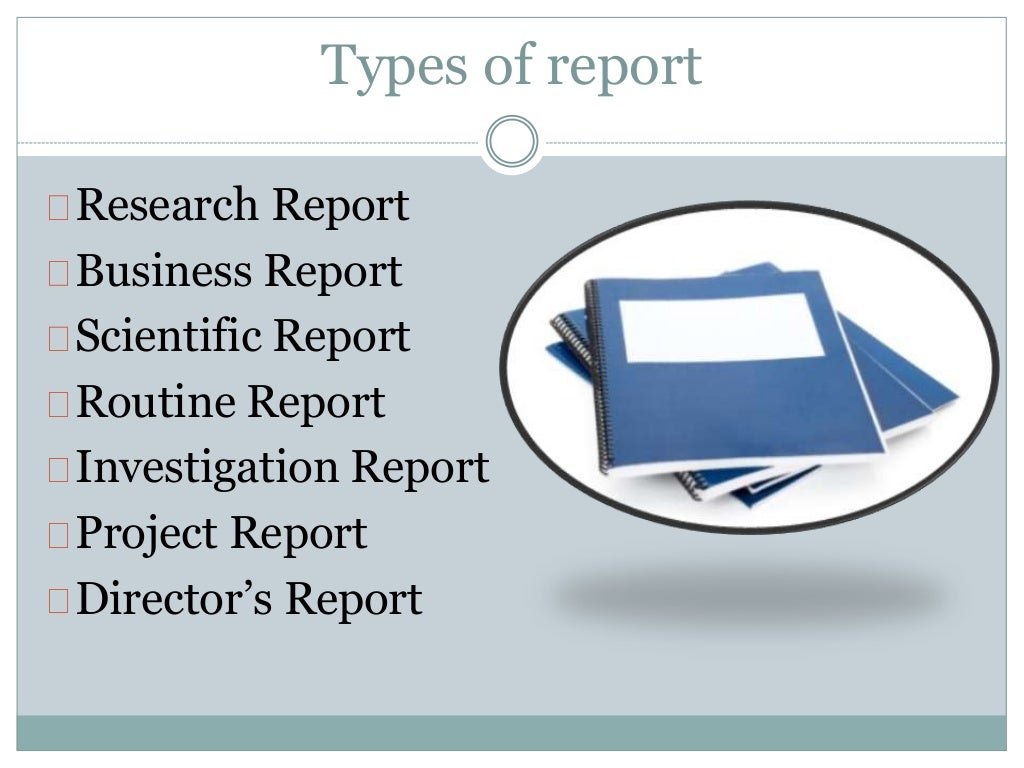 Types of report
Research Report
Business Report
Scientific Report
Routine Report
Investigation Report
Project Report
Director’s Report